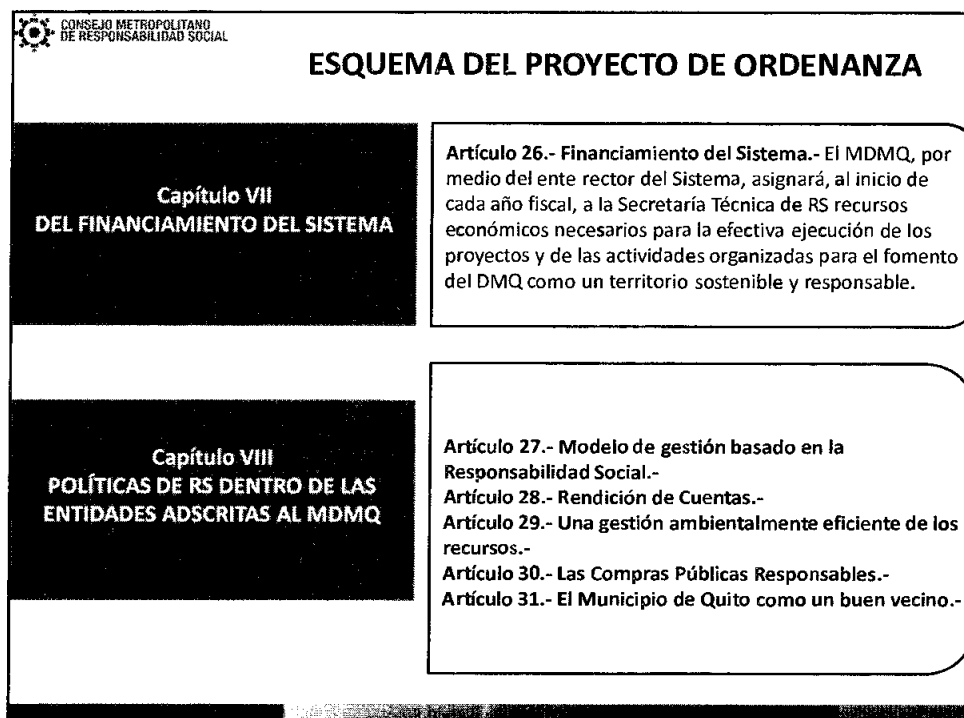 CONSEJO METROPOLITANO
DE RESPONSABILIDAD SOCIAL
ESQUEMA DEL PROYECTO DE ORDENANZA
Capítulo VII
DEL FINANCIAMIENTO DEL SISTEMA
Artículo 26.- Financiamiento del Sistema.- El MDMQ, por
medio del ente rector del Sistema, asignará, al inicio de
cada año fiscal, a la Secretaría Técnica de RS recursos
económicos necesarios para la efectiva ejecución de los
proyectos y de las actividades organizadas para el fomento
del DMQ como un territorio sostenible y responsable.
Capítulo VIII
POLÍTICAS DE RS DENTRO DE LAS
ENTIDADES ADSCRITAS AL MDMQ
Artículo 27.- Modelo de gestión basado en la
Responsabilidad Social.-
Artículo 28.- Rendición de Cuentas.-
Artículo 29.- Una gestión ambientalmente eficiente de los
recursos.-
Artículo 30.- Las Compras Públicas Responsables.-
Artículo 31.- El Municipio de Quito como un buen vecino.-